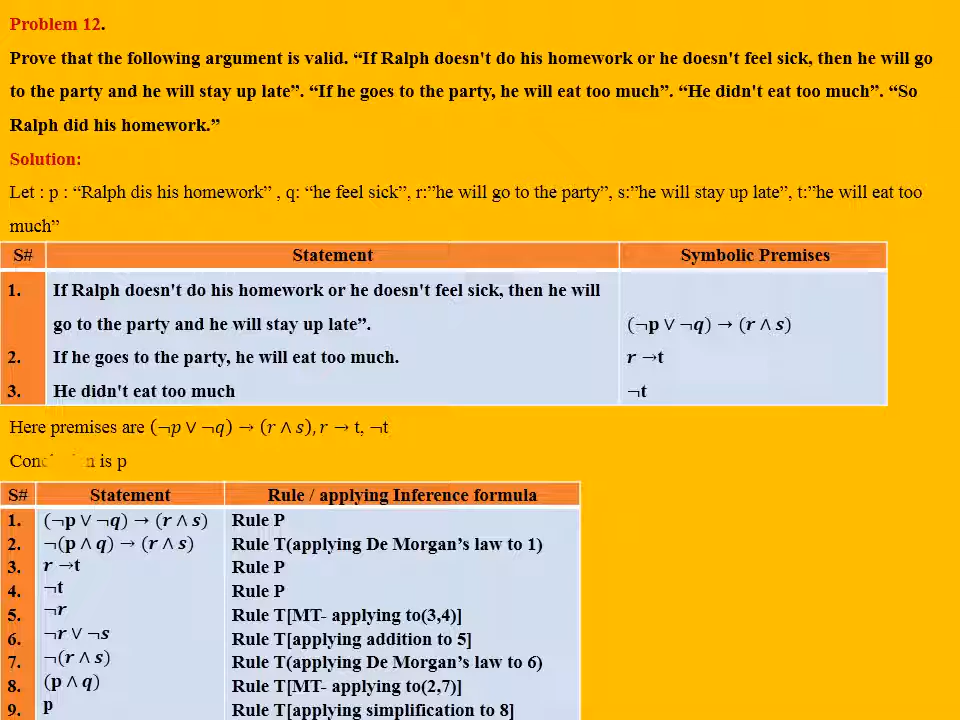 Problem 12.
Prove that the following argument is valid. “If Ralph doesn't do his homework or he doesn't feel sick, then he will go
to the party and he will stay up late”. “If he goes to the party, he will eat too much”. “He didn't eat too much”. “So
Ralph did his homework.”
Solution:
Let : p : “Ralph dis his homework” , q: “he feel sick”, r:”he will go to the party”, s:”he will stay up late”, t:”he will eat too
much”
S# Statement Symbolic Premises
1. If Ralph doesn't do his homework or he doesn't feel sick, then he will
go to the party and he will stay up late”. (¬p ∨ ¬q) → (r ∧ s)
2. If he goes to the party, he will eat too much. r →t
3. He didn't eat too much ¬t
Here premises are (¬p ∨ ¬q) → (r ∧ s), r → t, ¬t
is p
S# Statement Rule / applying Inference formula
1. (¬p ∨ ¬q) → (r ∧ s) Rule P
2. ¬(p ∧ q) → (r ∧ s) Rule T(applying De Morgan’s law to 1)
3. r →t Rule P
4. ¬t Rule P
5. ¬r Rule T[MT- applying to(3,4)]
6. ¬r ∨ ¬s Rule T[applying addition to 5]
7. ¬(r ∧ s) Rule T(applying De Morgan’s law to 6)
8. (p ∧ q) Rule T[MT- applying to(2,7)]
9. p Rule T[applying simplification to 8]